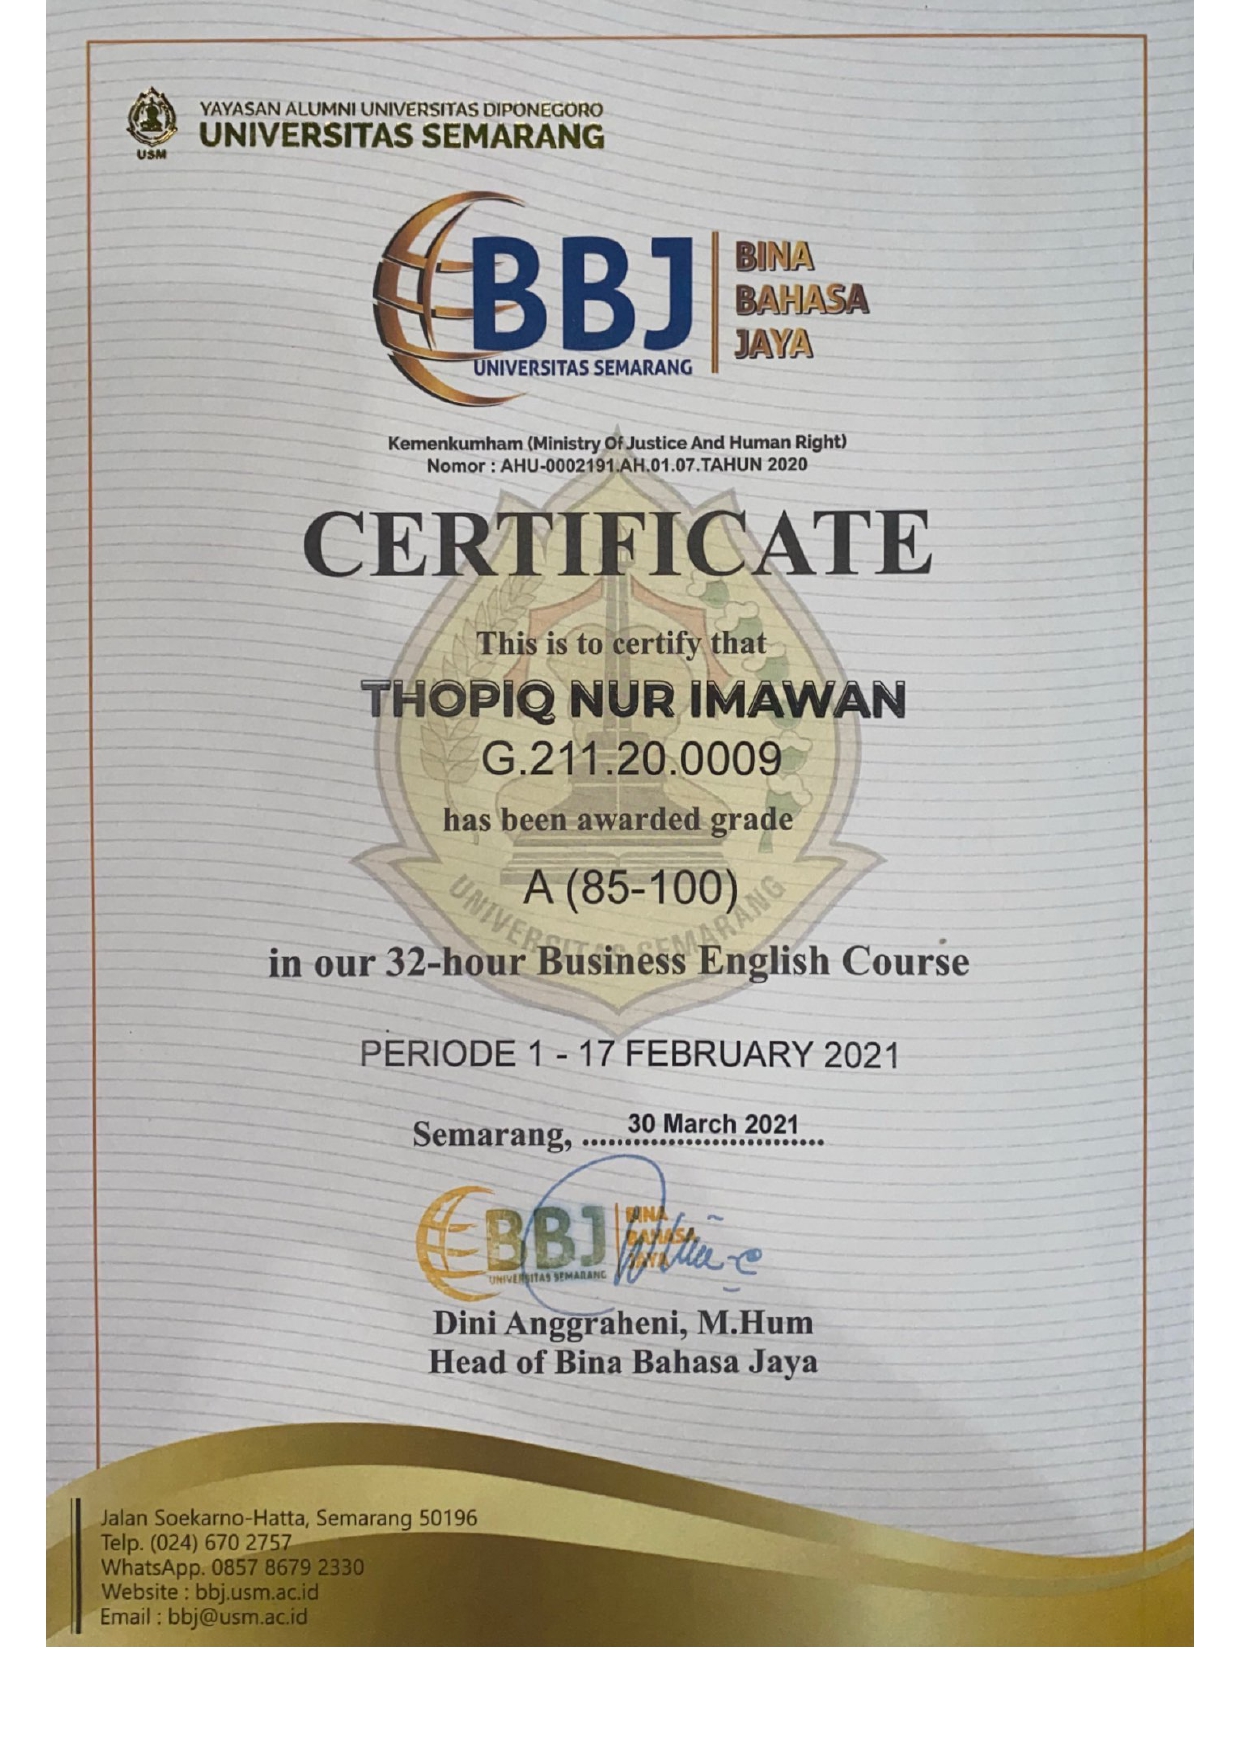 YAYASAN ALUMNI UNIVERSITAS DIPONEGORO
UNIVERSITAS SEMARANG
USM
BBJ
UNIVERSITAS SEMARANG
BINA
BAHASA
JAYA
Kemenkumham (Ministry Of Justice And Human Right)
Nomor : AHU-0002191.AH.01.07.TAHUN 2020
CERTIFICATE
This is to certify that
THOPIQ NUR IMAWAN
G.211.20.0009
has been awarded grade
A (85-100)
UNIVERSITAS SEMARANG
in our 32-hour Business English Course
PERIODE 1 - 17 FEBRUARY 2021
Semarang, 30 March 2021
BBJ
UNIVERSITAS SEMARANG
BINA
BAHASA
JAYA
Dini Anggraheni, M.Hum
Head of Bina Bahasa Jaya
Jalan Soekarno-Hatta, Semarang 50196
Telp. (024) 670 2757
WhatsApp. 0857 8679 2330
Website : bbj.usm.ac.id
Email : bbj@usm.ac.id